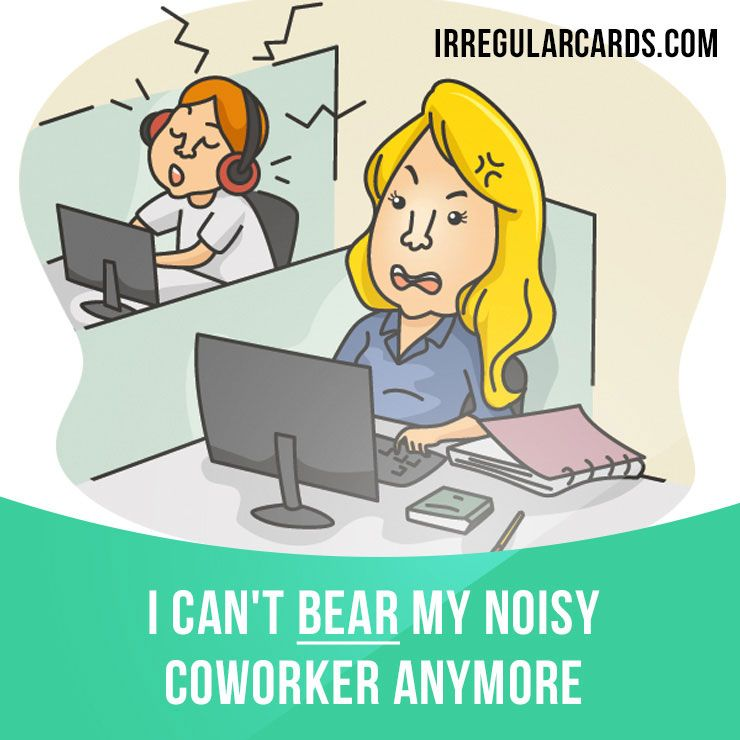 IRREGULARCARDS.COM
I CAN'T BEAR MY NOISY
COWORKER ANYMORE